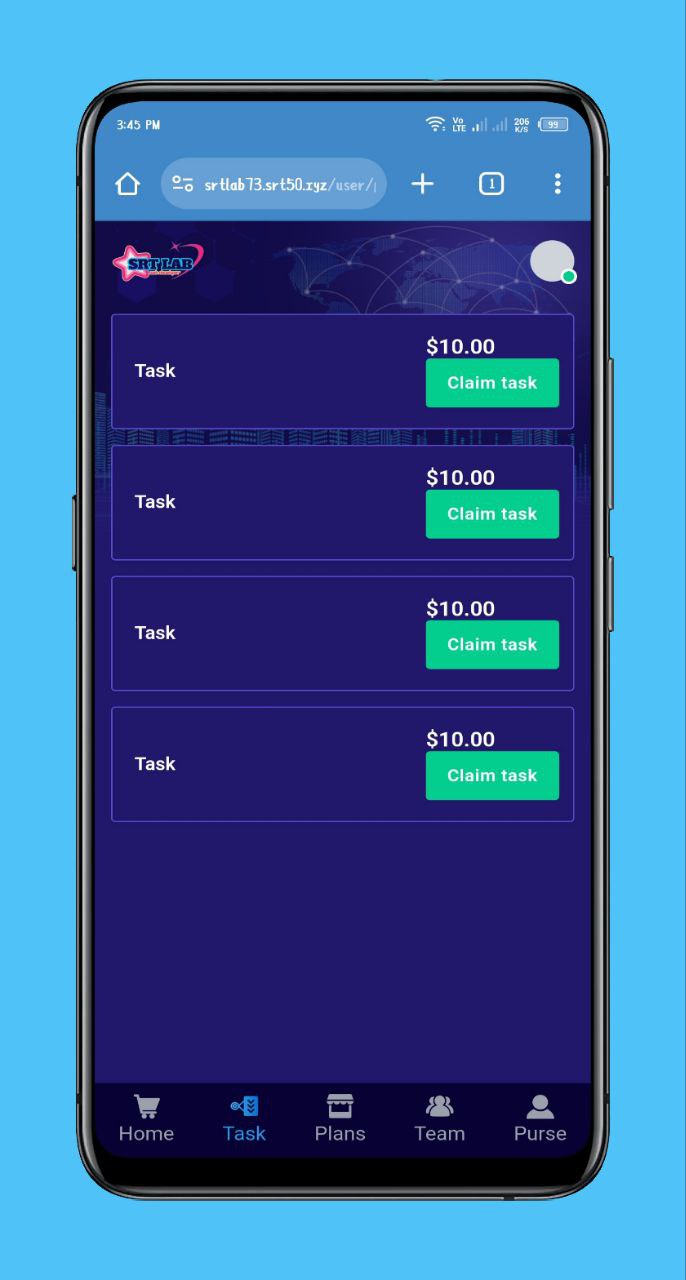 3:45 PM
Vo
LTE
206
K/S
99
srtlab73.srt50.xyz/user/
1
SRT LAB
$10.00
Task
Claim task
$10.00
Task
Claim task
$10.00
Task
Claim task
$10.00
Task
Claim task
Home
Task
Plans
Team
Purse